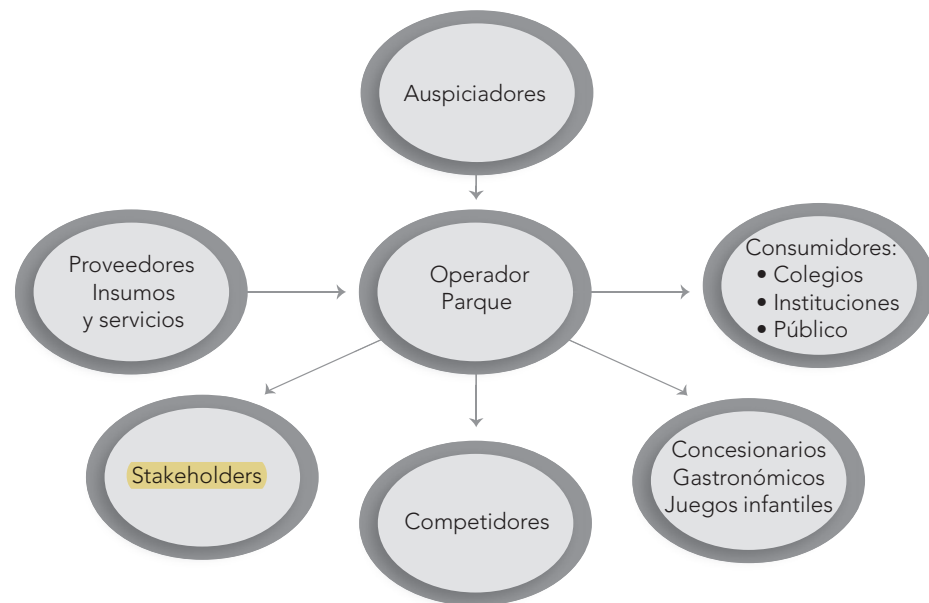 Auspiciadores
Proveedores
Insumos
y servicios
Operador
Parque
Consumidores:
• Colegios
• Instituciones
• Público
Stakeholders
Competidores
Concesionarios
Gastronómicos
Juegos infantiles